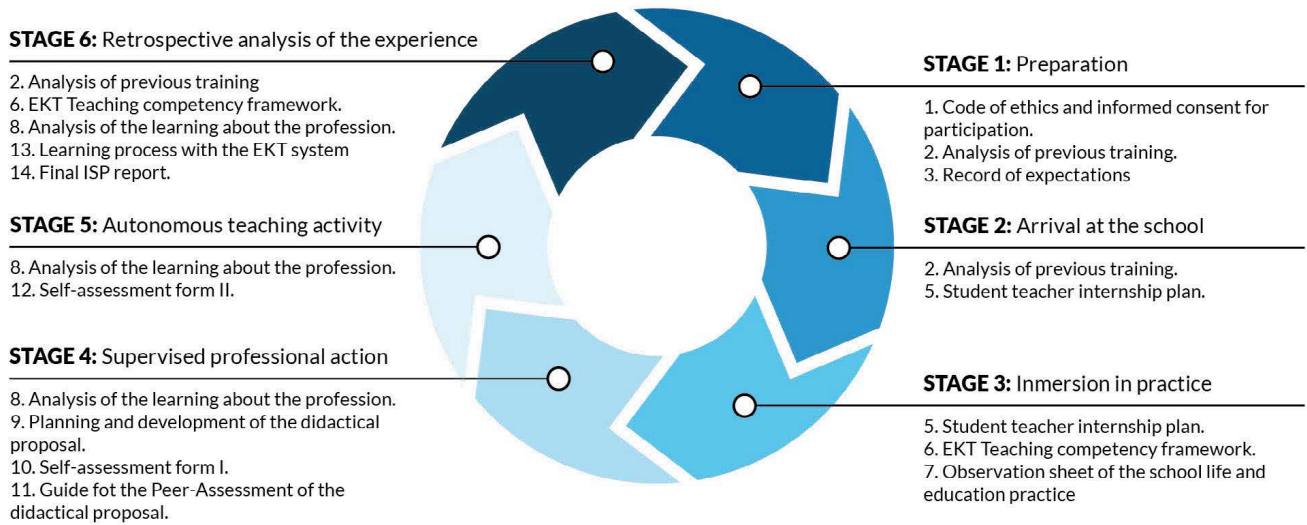 STAGE 6: Retrospective analysis of the experience
2. Analysis of previous training
6. EKT Teaching competency framework.
8. Analysis of the learning about the profession.
13. Learning process with the EKT system
14. Final ISP report.
STAGE 5: Autonomous teaching activity
8. Analysis of the learning about the profession.
12. Self-assessment form II.
STAGE 4: Supervised professional action
8. Analysis of the learning about the profession.
9. Planning and development of the didactical
proposal.
10. Self-assessment form I.
11. Guide fot the Peer-Assessment of the
didactical proposal.
STAGE 1: Preparation
1. Code of ethics and informed consent for
participation.
2. Analysis of previous training.
3. Record of expectations
STAGE 2: Arrival at the school
2. Analysis of previous training.
5. Student teacher internship plan.
STAGE 3: Inmersion in practice
5. Student teacher internship plan.
6. EKT Teaching competency framework.
7. Observation sheet of the school life and
education practice